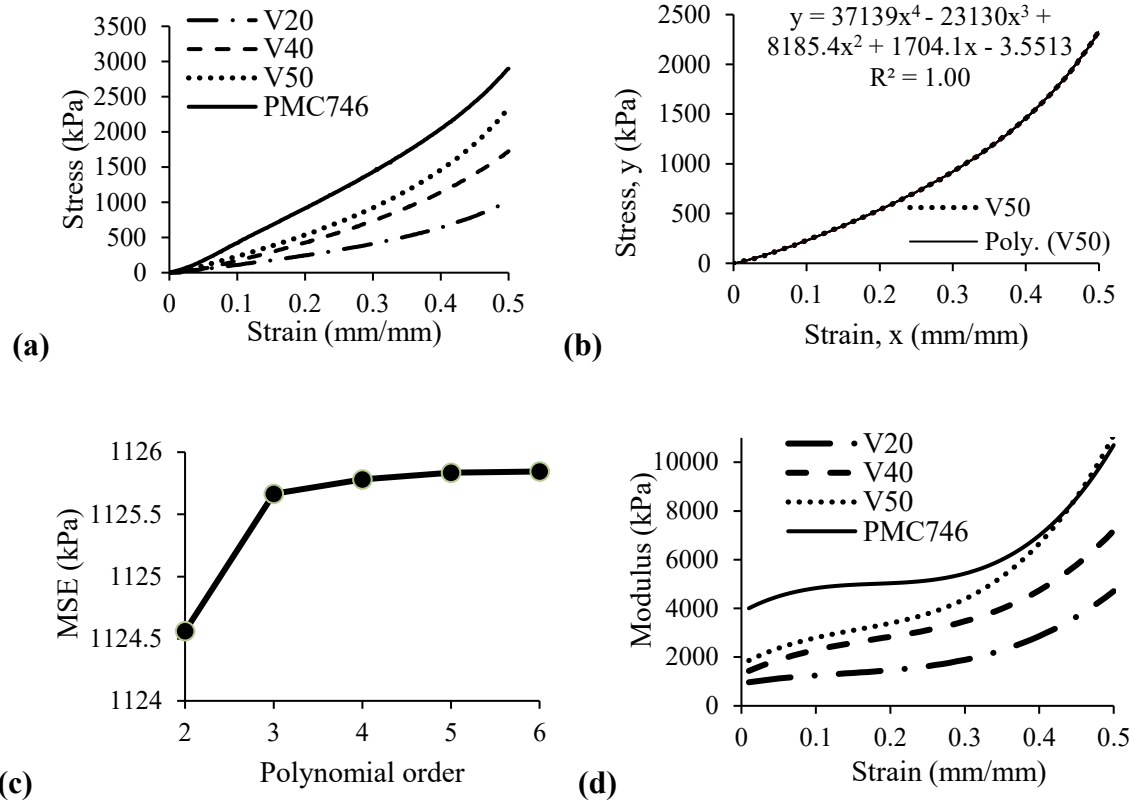 3500
3000
2500
2000
1500
1000
500
0
0
0.1
0.2
0.3
0.4
0.5
Stress (kPa)
Strain (mm/mm)
V20
V40
V50
PMC746
(a)
2500
2000
1500
1000
500
0
0
0.1
0.2
0.3
0.4
0.5
Stress, y (kPa)
Strain, x (mm/mm)
y = 37139x⁴ - 23130x³ +
8185.4x² + 1704.1x - 3.5513
R² = 1.00
V50
Poly. (V50)
(b)
1126
1125.5
1125
1124.5
1124
2
3
4
5
6
MSE (kPa)
Polynomial order
(c)
10000
8000
6000
4000
2000
0
0
0.1
0.2
0.3
0.4
0.5
Modulus (kPa)
Strain (mm/mm)
V20
V40
V50
PMC746
(d)